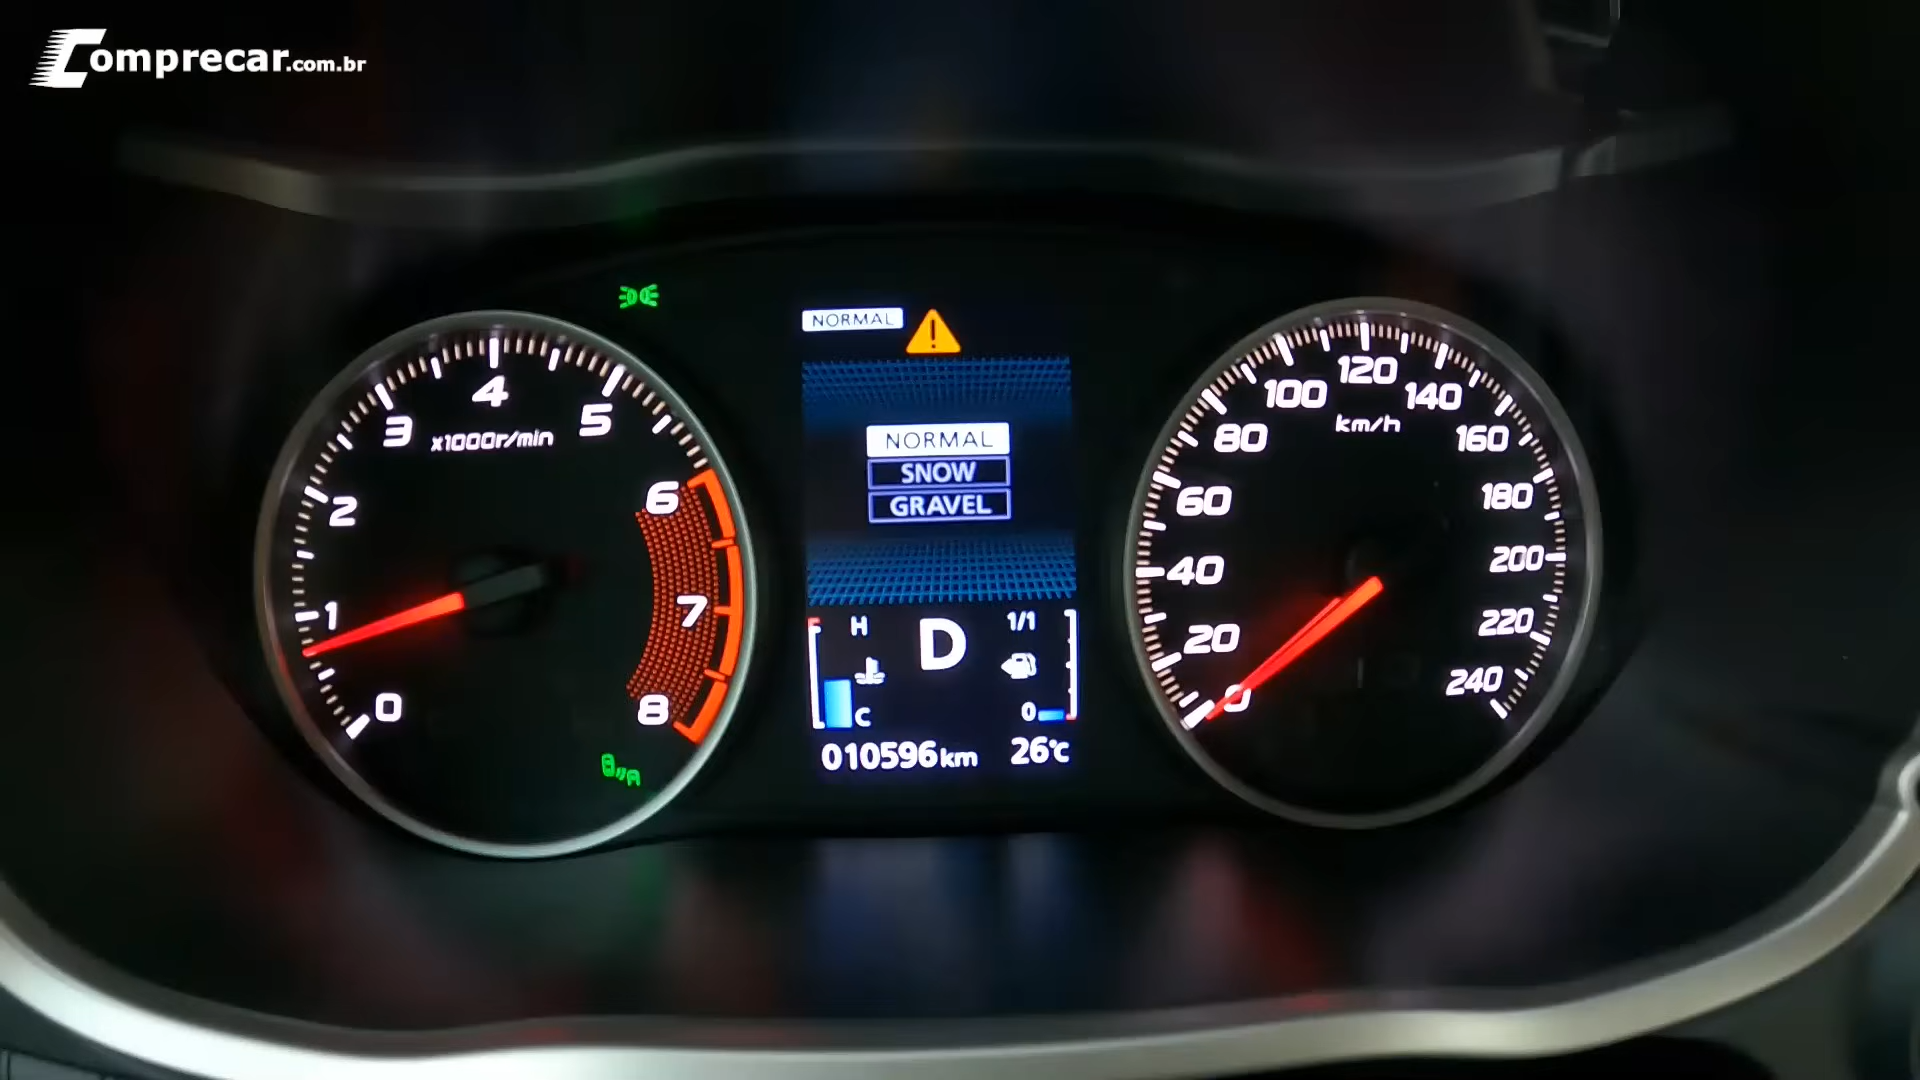 Comprecar.com.br
NORMAL
0 1 2 3 4 5 6 7 8
x1000r/min
NORMAL
SNOW
GRAVEL
H
C
D
1/1
0
010596km
26℃
0 20 40 60 80 100 120 140 160 180 200 220 240
km/h
A